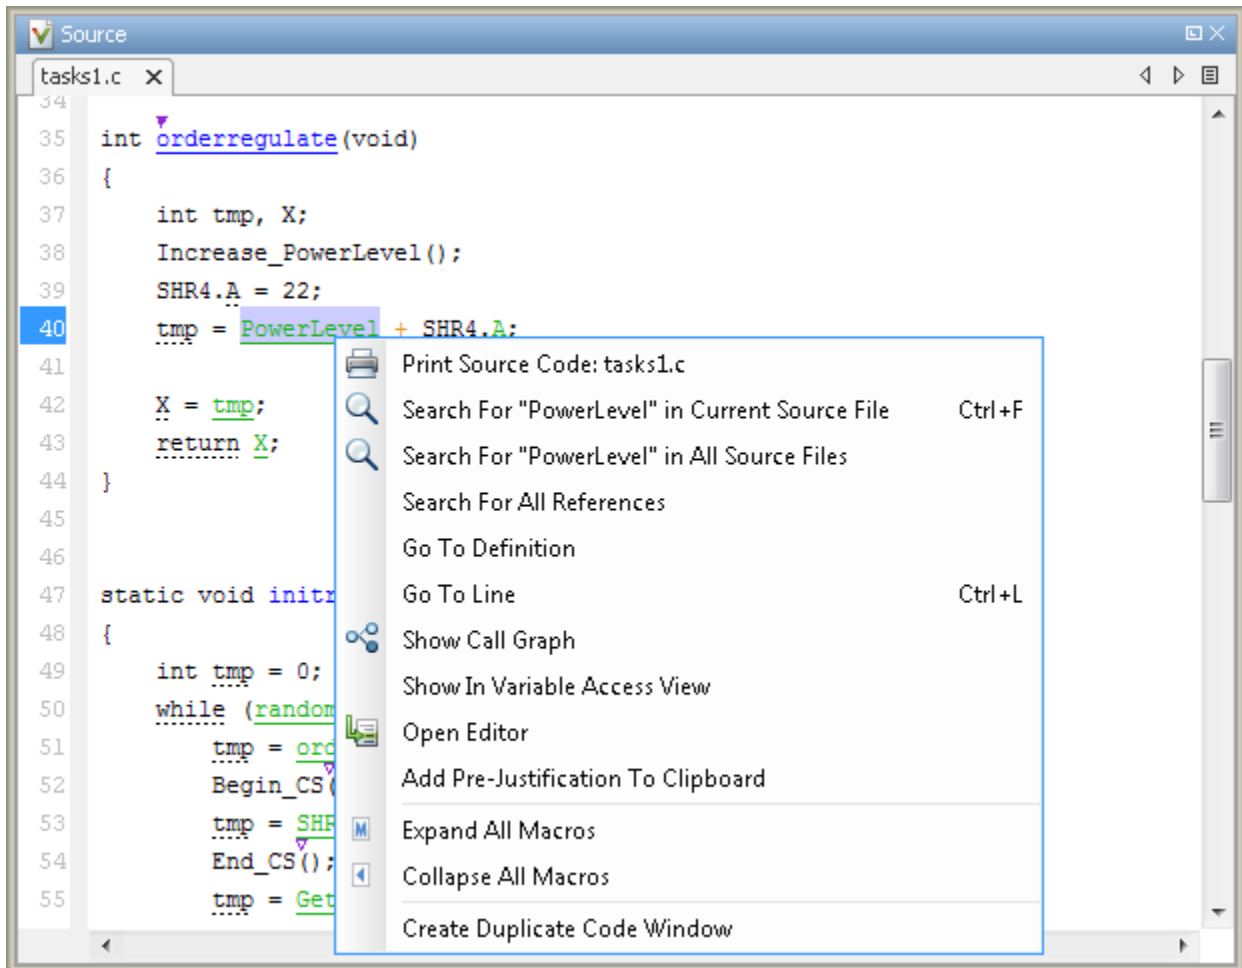 Source
tasks1.c
34
35 int orderregulate(void)
36 {
37 int tmp, X;
38 Increase_PowerLevel();
39 SHR4.A = 22;
40 tmp = PowerLevel + SHR4.A;
41
42 X = tmp;
43 return X;
44 }
45
46
47 static void initr
48 {
49 int tmp = 0;
50 while (random
51 tmp = ord
52 Begin_CS(
53 tmp = SHR
54 End_CS();
55 tmp = Get
Print Source Code: tasks1.c
Search For "PowerLevel" in Current Source File Ctrl+F
Search For "PowerLevel" in All Source Files
Search For All References
Go To Definition
Go To Line Ctrl+L
Show Call Graph
Show In Variable Access View
Open Editor
Add Pre-Justification To Clipboard
M Expand All Macros
Collapse All Macros
Create Duplicate Code Window